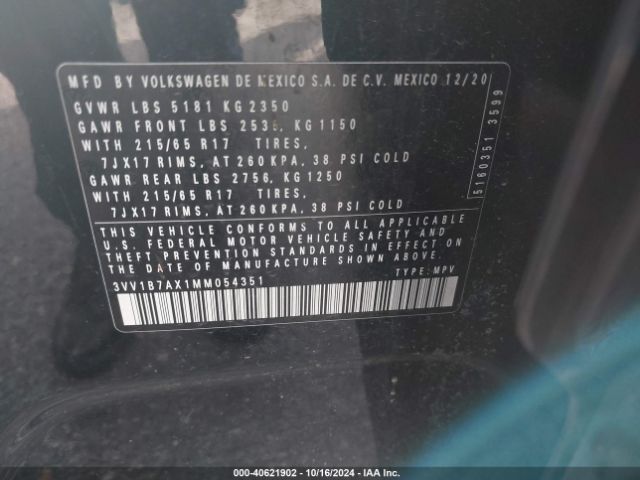 MFD. BY VOLKSWAGEN DE MEXICO S.A. DE C.V. MEXICO 12/20
GVWR LBS 5181 KG 2350
GAWR FRONT LBS 2535, KG 1150
WITH 215/65 R17 TIRES,
7JX17 RIMS, AT 260 KPA, 38 PSI COLD
GAWR REAR LBS 2756, KG 1250
WITH 215/65 R17 TIRES,
7JX17 RIMS, AT 260 KPA, 38 PSI COLD
THIS VEHICLE CONFORMS TO ALL APPLICABLE
U.S. FEDERAL MOTOR VEHICLE SAFETY AND
THEFT PREVENTION STANDARDS IN EFFECT ON
THE DATE OF MANUFACTURE SHOWN ABOVE.
3VV1B7AX1MM054351 TYPE: MPV
5160351 3599
000-40621902 - 10/16/2024 - IAA Inc.